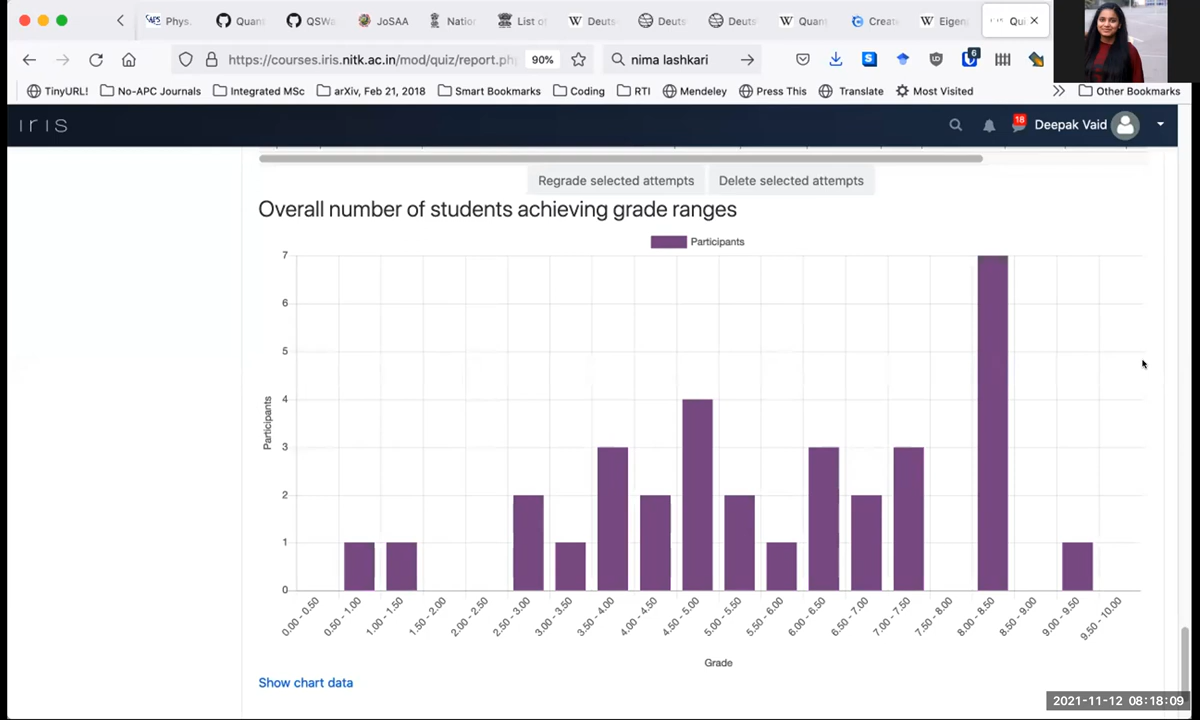 Phys.
Quan
QSWa
JoSAA
Natio
List o
Deuts
Deuts
Deuts
Quan
Creat
Eigen
Qui
https://courses.iris.nitk.ac.in/mod/quiz/report.ph
90%
nima lashkari
6
TinyURL!
No-APC Journals
Integrated MSc
arXiv, Feb 21, 2018
Smart Bookmarks
Coding
RTI
Mendeley
Press This
Translate
Most Visited
Other Bookmarks
iris
18
Deepak Vaid
Regrade selected attempts
Delete selected attempts
Overall number of students achieving grade ranges
Participants
7
6
5
4
3
2
1
0
Participants
0.00 - 0.50
0.50 - 1.00
1.00 - 1.50
1.50 - 2.00
2.00 - 2.50
2.50 - 3.00
3.00 - 3.50
3.50 - 4.00
4.00 - 4.50
4.50 - 5.00
5.00 - 5.50
5.50 - 6.00
6.00 - 6.50
6.50 - 7.00
7.00 - 7.50
7.50 - 8.00
8.00 - 8.50
8.50 - 9.00
9.00 - 9.50
9.50 - 10.00
Grade
Show chart data
2021-11-12 08:18:09